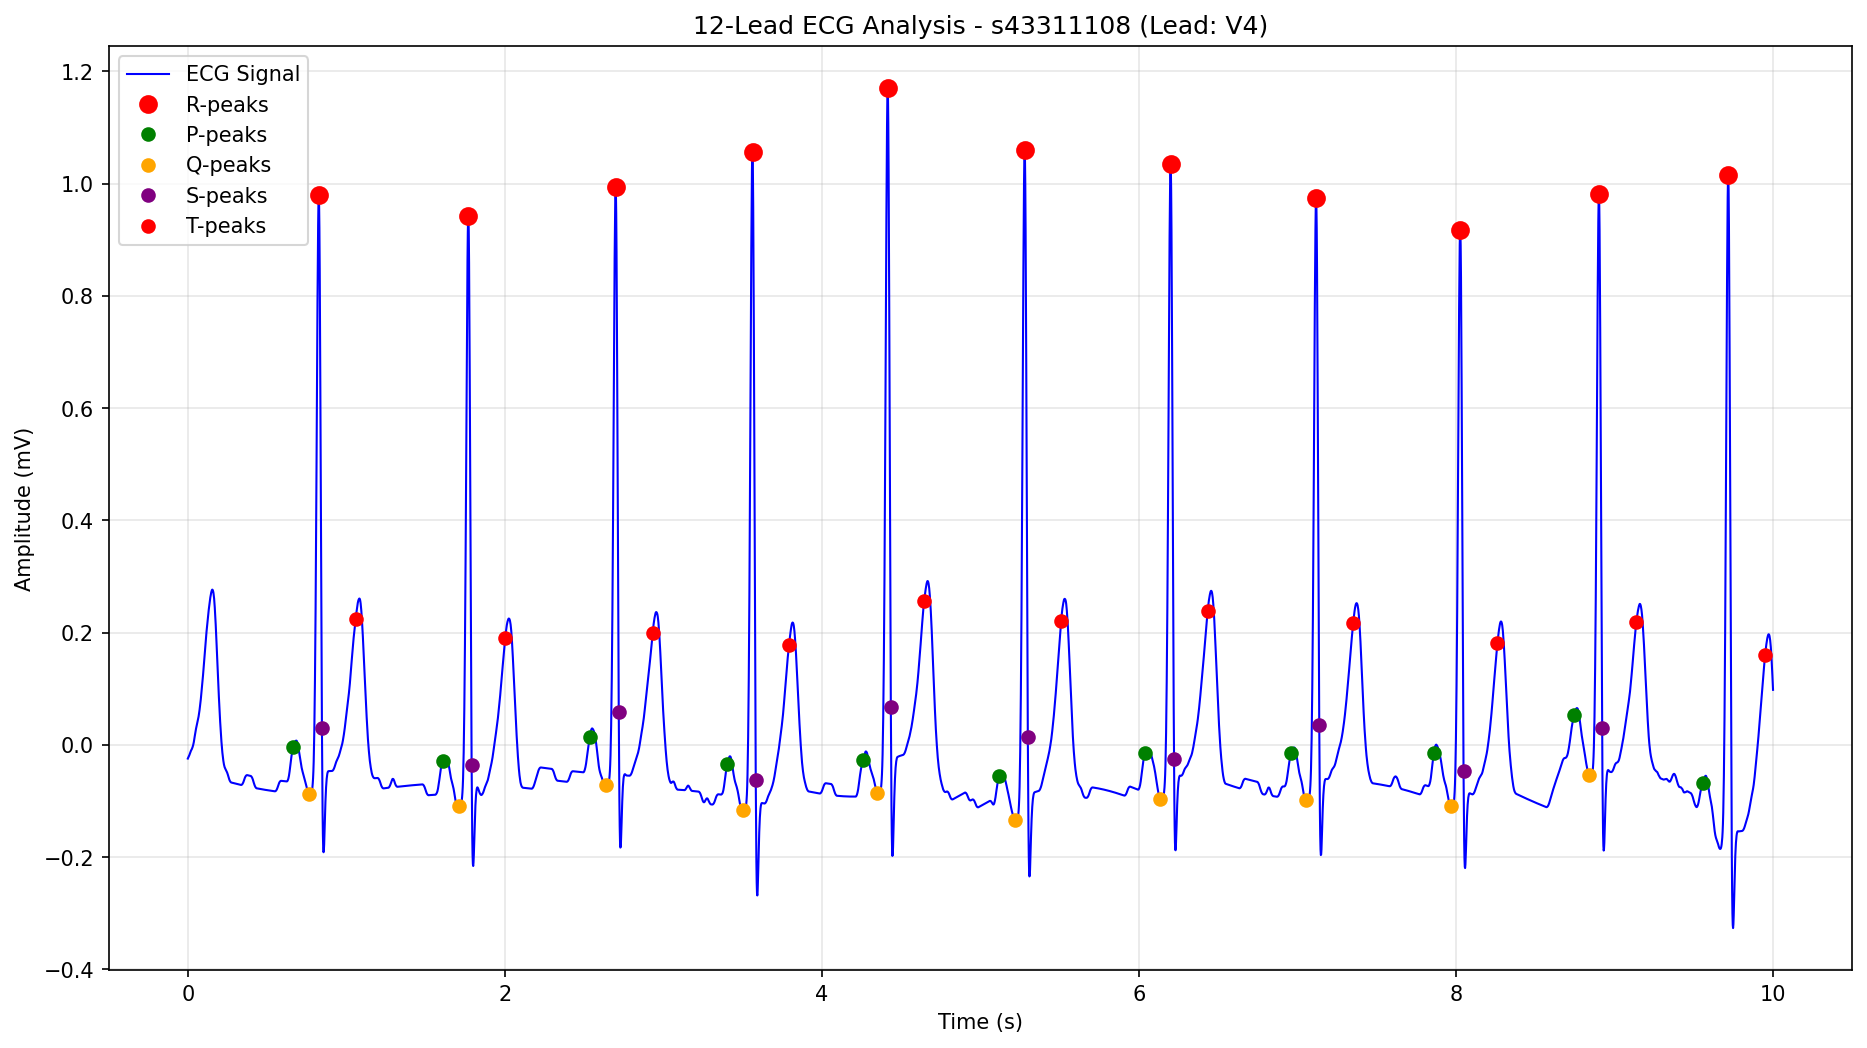 12-Lead ECG Analysis - s43311108 (Lead: V4)
ECG Signal
R-peaks
P-peaks
Q-peaks
S-peaks
T-peaks
1.2
1.0
0.8
0.6
0.4
0.2
0.0
−0.2
−0.4
Amplitude (mV)
0 2 4 6 8 10
Time (s)